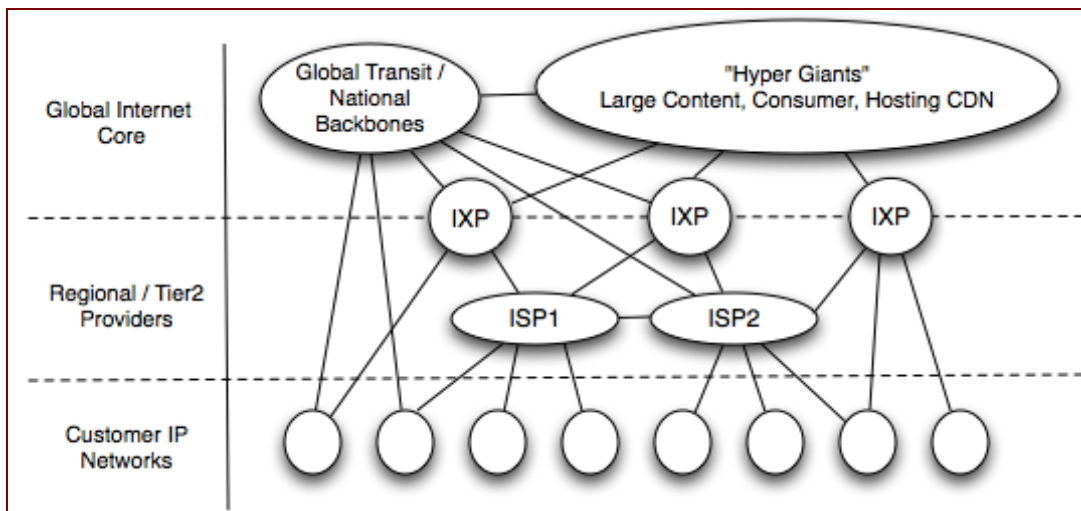 Global Internet
Core
Global Transit /
National
Backbones
"Hyper Giants"
Large Content, Consumer, Hosting CDN
IXP
IXP
IXP
Regional / Tier2
Providers
ISP1
ISP2
Customer IP
Networks